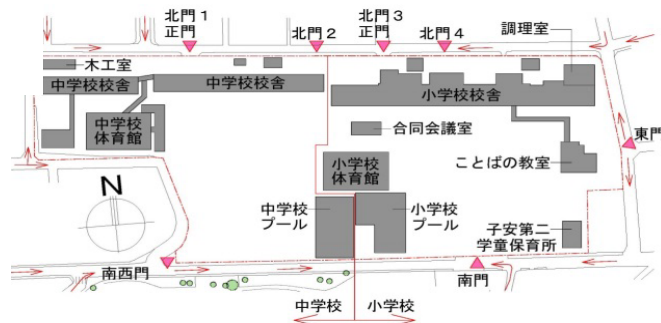 北門1
正門
北門2
北門3
正門
北門4
調理室
木工室
中学校校舎
中学校校舎
小学校校舎
中学校
体育館
合同会議室
東門
小学校
体育館
ことばの教室
N
中学校
プール
小学校
プール
子安第二
学童保育所
南西門
南門
中学校
小学校